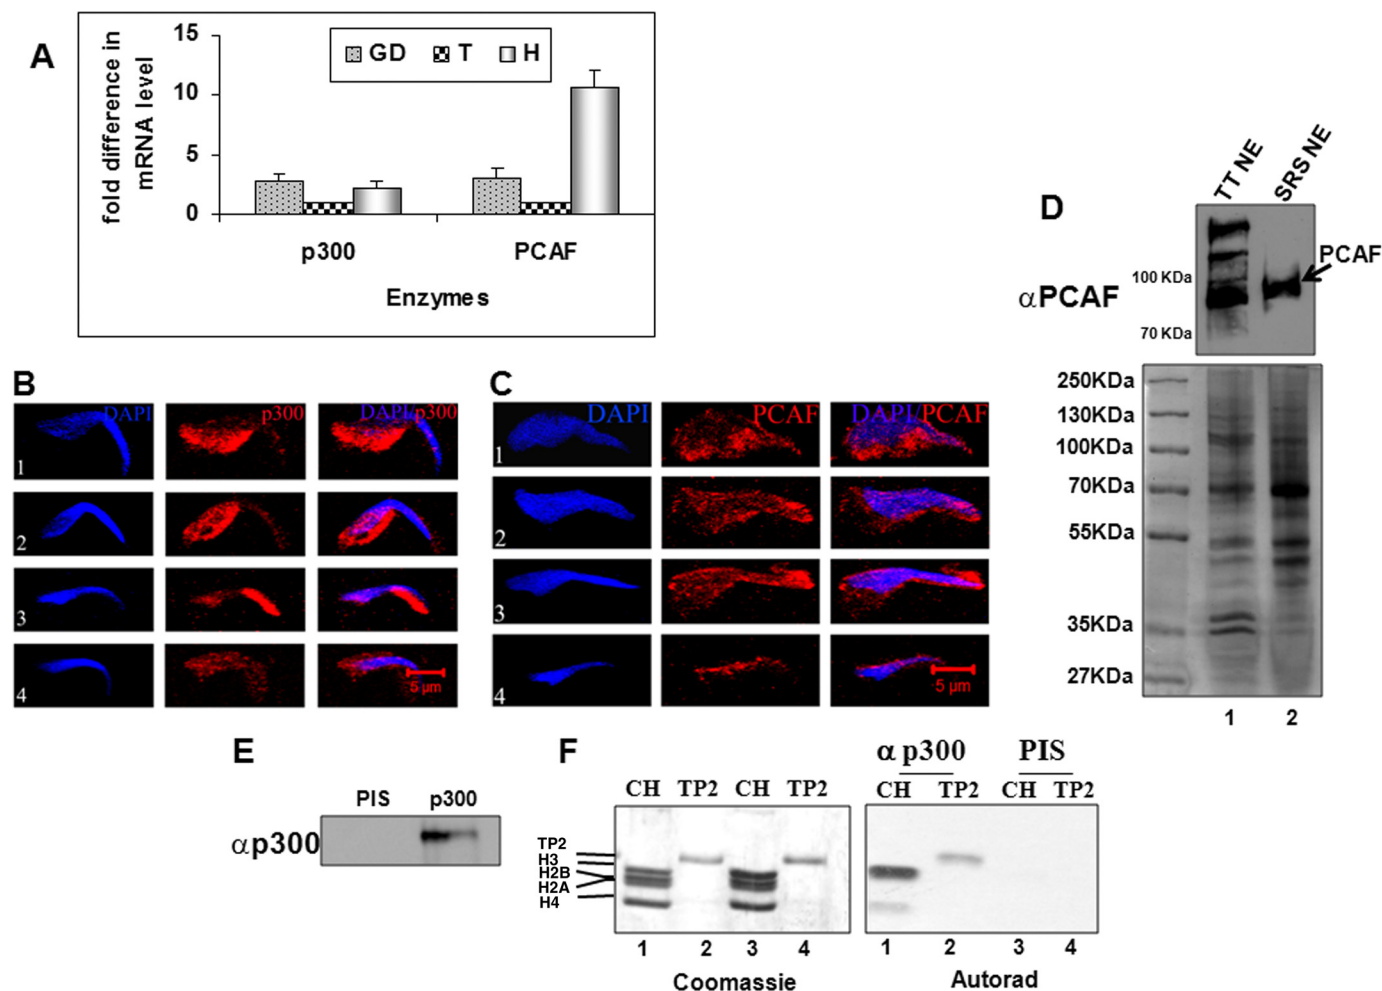 A
fold difference in mRNA level
15
10
5
0
GD T H
p300 PCAF
Enzymes
B
DAPI p300 DAPI/p300
1
2
3
4
5 µm
C
DAPI PCAF DAPI/PCAF
1
2
3
4
5 µm
D
TT NE SRS NE
αPCAF
100 KDa
70 KDa
PCAF
250KDa
130KDa
100KDa
70KDa
55KDa
35KDa
27KDa
1 2
E
PIS p300
αp300
F
CH TP2 CH TP2
TP2
H3
H2B
H2A
H4
1 2 3 4
Coomassie
α p300 PIS
CH TP2 CH TP2
1 2 3 4
Autorad